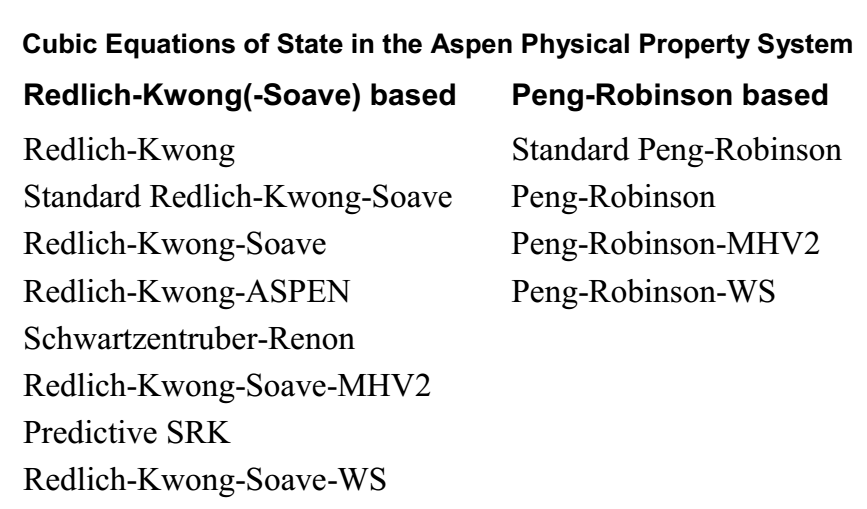 Cubic Equations of State in the Aspen Physical Property System
Redlich-Kwong(-Soave) based Peng-Robinson based
Redlich-Kwong Standard Peng-Robinson
Standard Redlich-Kwong-Soave Peng-Robinson
Redlich-Kwong-Soave Peng-Robinson-MHV2
Redlich-Kwong-ASPEN Peng-Robinson-WS
Schwartzentruber-Renon
Redlich-Kwong-Soave-MHV2
Predictive SRK
Redlich-Kwong-Soave-WS